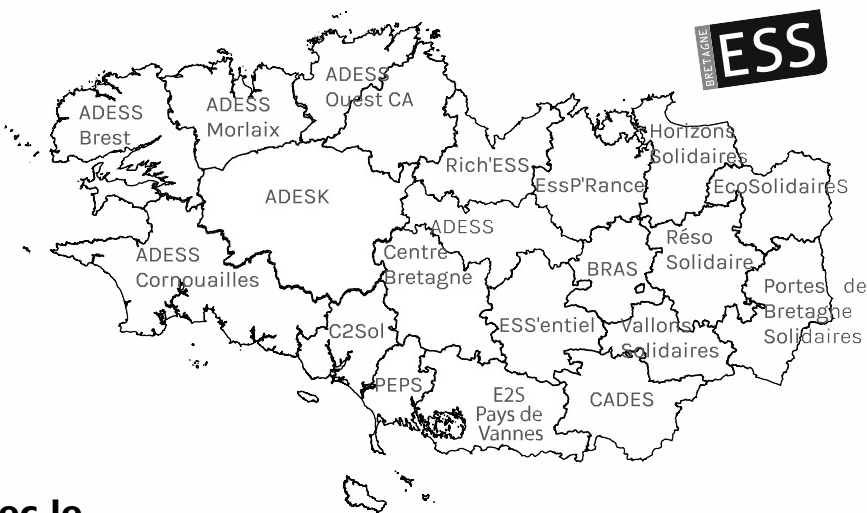 BRETAGNE
ESS
ADESS
Ouest CA
ADESS
Brest
ADESS
Morlaix
Horizons
Solidaires
Rich'ESS
EssP'Rance
EcoSolidaireS
ADESK
ADESS
Centre
Bretagne
ADESS
Cornouailles
Réso
Solidaire
BRAS
Portes de
Bretagne
Solidaires
C2Sol
ESS'entiel
Vallons
Solidaires
PEPS
E2S
Pays de
Vannes
CADES
ec le